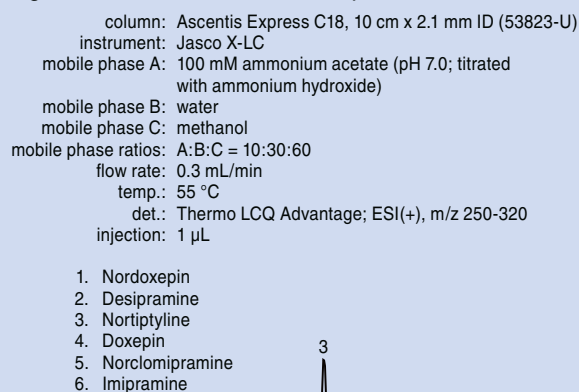 column: Ascentis Express C18, 10 cm x 2.1 mm ID (53823-U)
instrument: Jasco X-LC
mobile phase A: 100 mM ammonium acetate (pH 7.0; titrated
with ammonium hydroxide)
mobile phase B: water
mobile phase C: methanol
mobile phase ratios: A:B:C = 10:30:60
flow rate: 0.3 mL/min
temp.: 55 °C
det.: Thermo LCQ Advantage; ESI(+), m/z 250-320
injection: 1 µL
1. Nordoxepin
2. Desipramine
3. Nortiptyline
4. Doxepin
5. Norclomipramine
6. Imipramine
3